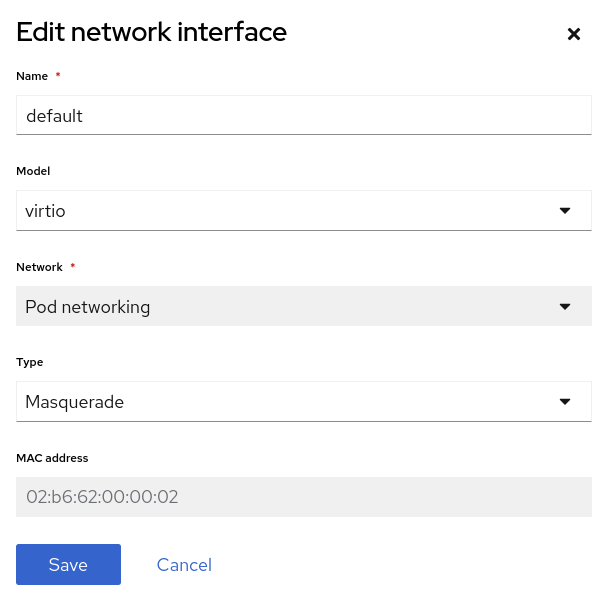 Edit network interface
Name *
default
Model
virtio
Network *
Pod networking
Type
Masquerade
MAC address
02:b6:62:00:00:02
Save Cancel